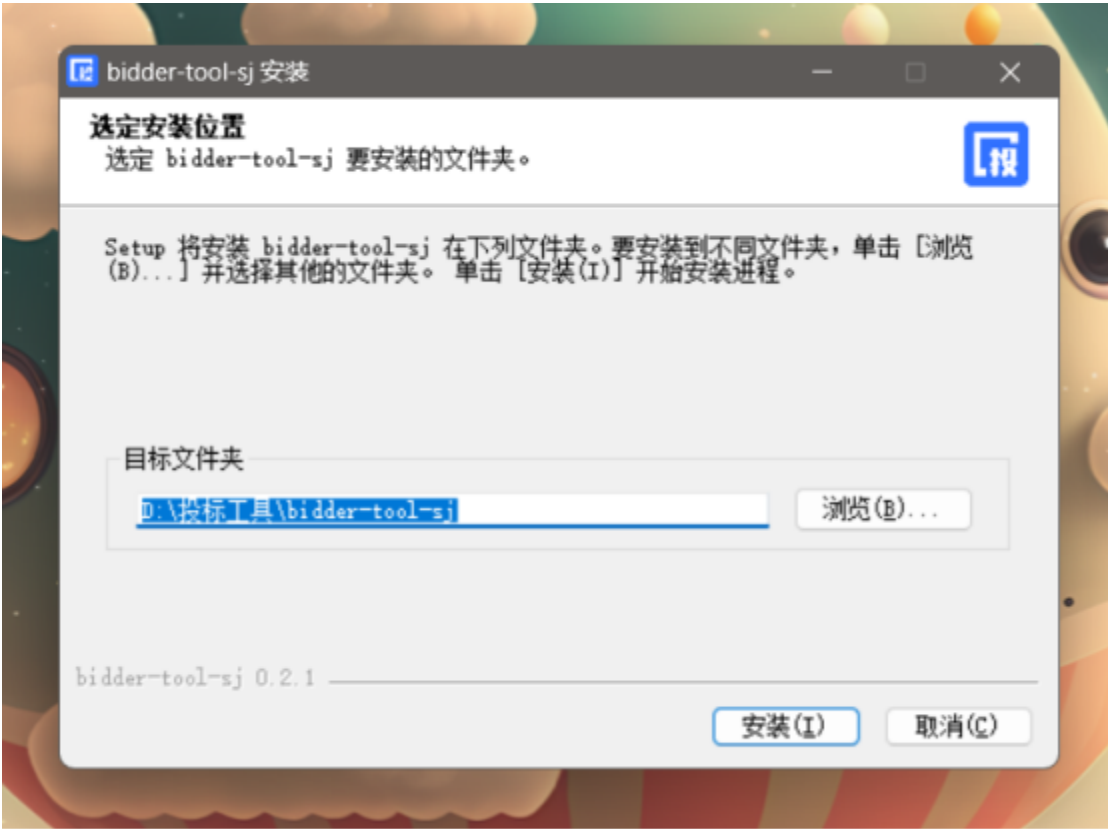 bidder-tool-sj 安装
选定安装位置
选定 bidder-tool-sj 要安装的文件夹。
投
Setup 将安装 bidder-tool-sj 在下列文件夹。要安装到不同文件夹，单击 [浏览
(B)...] 并选择其他的文件夹。 单击 [安装(I)] 开始安装进程。
目标文件夹
D:\投标工具\bidder-tool-sj
浏览(B)...
bidder-tool-sj 0.2.1
安装(I)
取消(C)